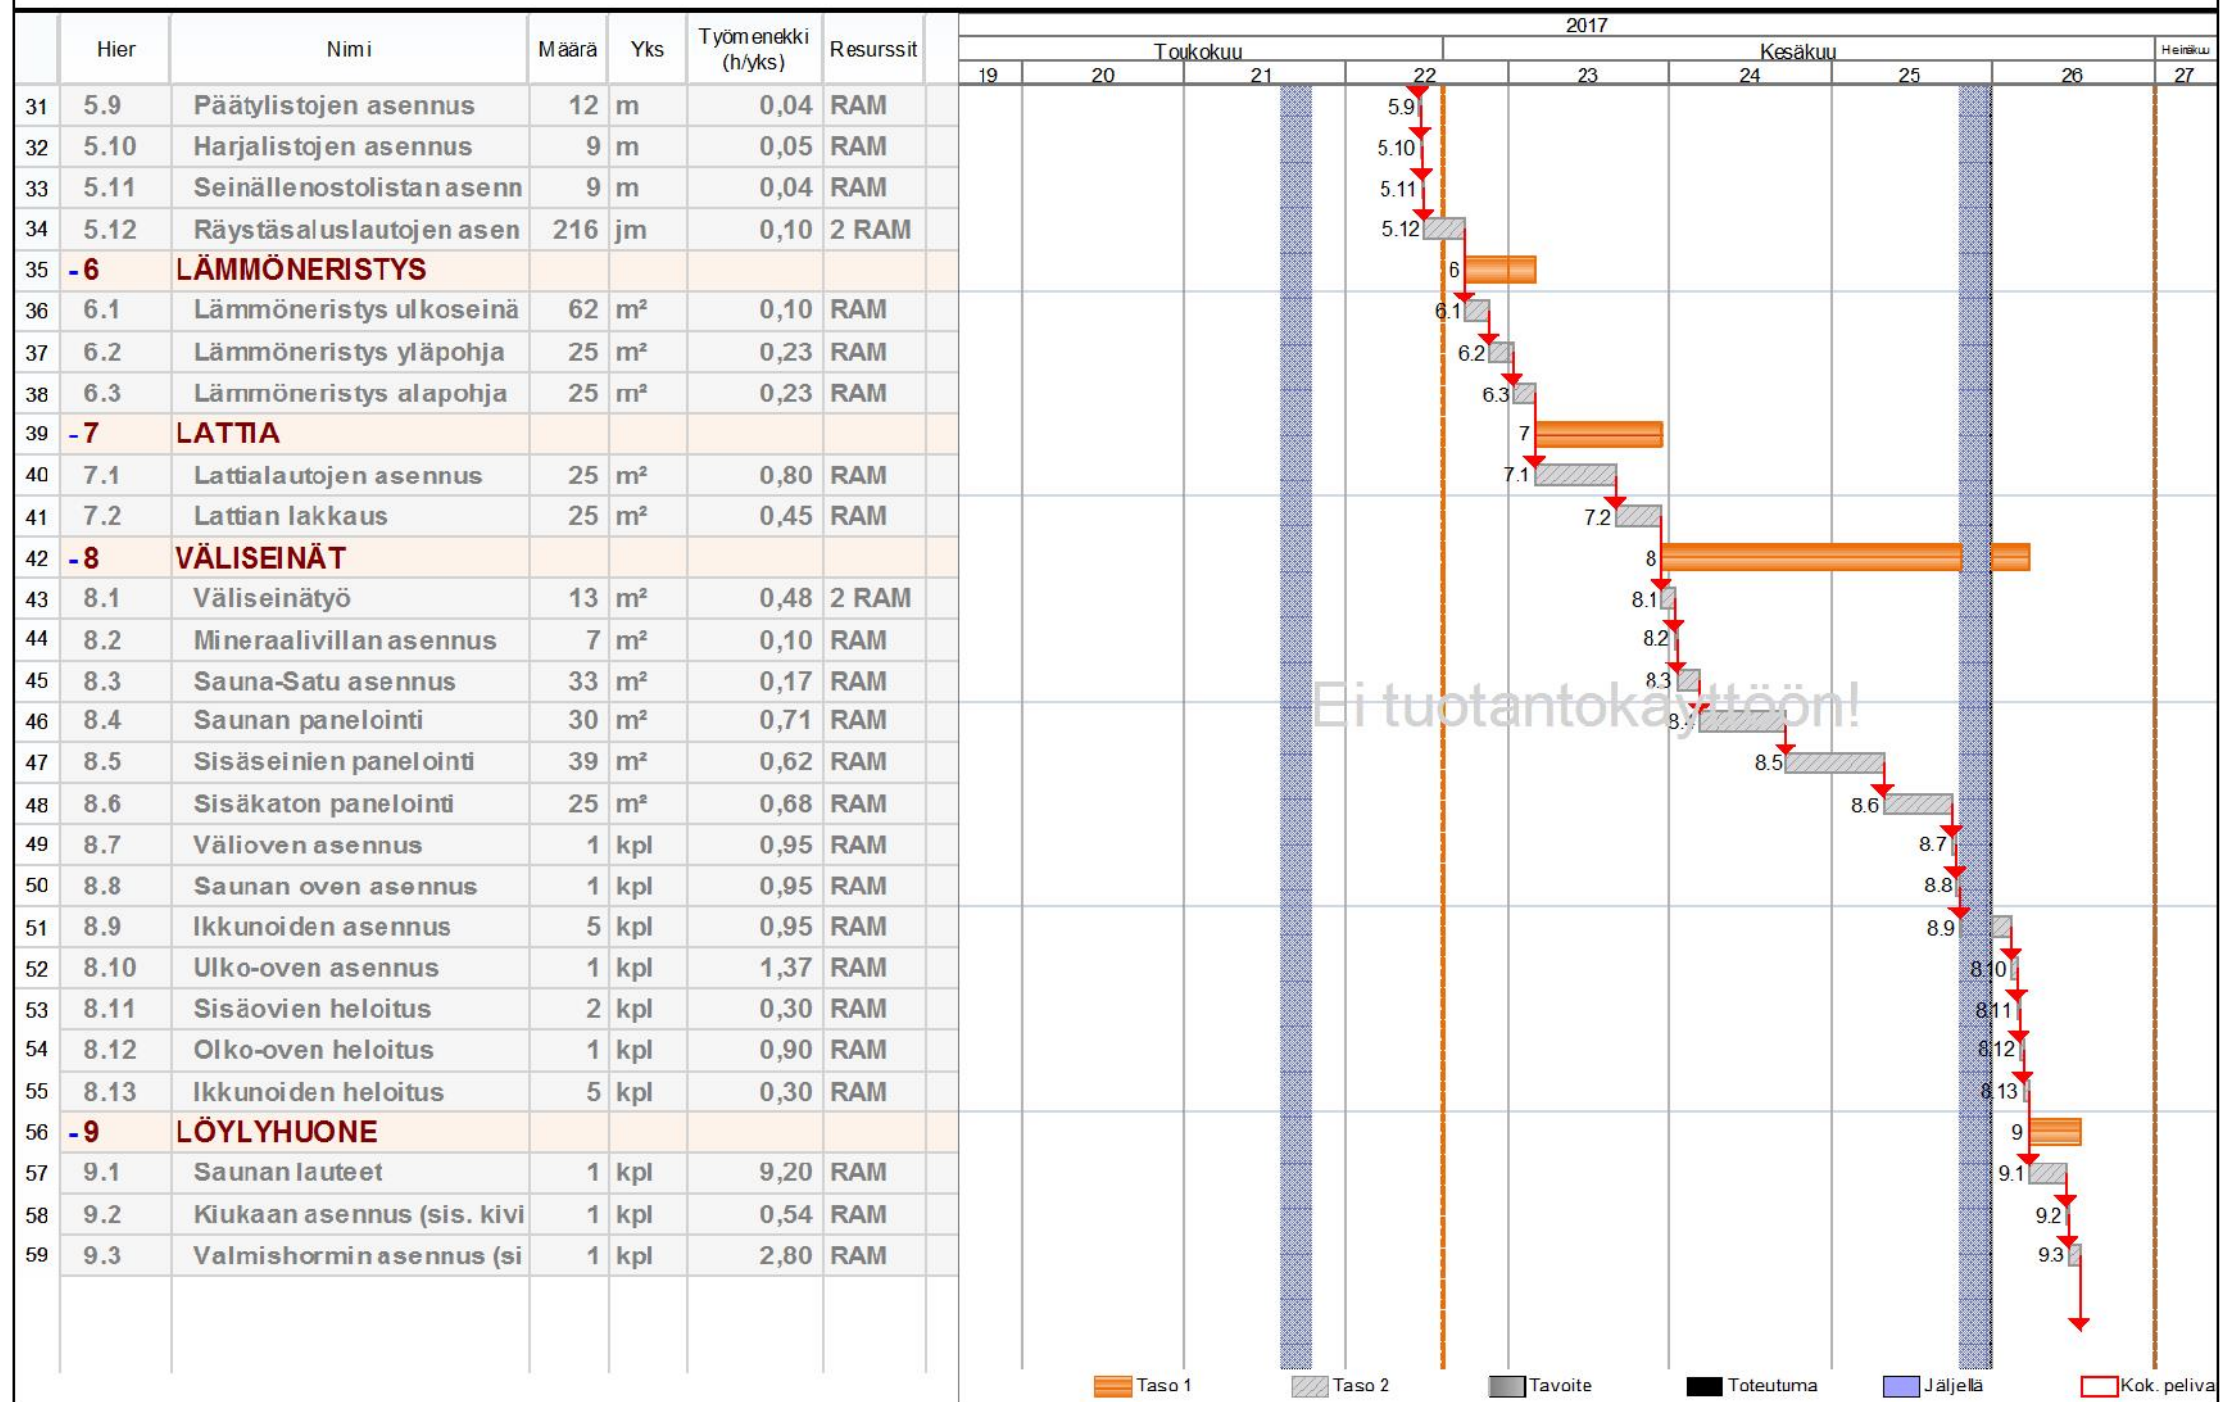 2017
Hier Nimi Määrä Yks Työmenekki (h/yks) Resurssit Toukokuu Kesäkuu Heinäkuu
19 20 21 22 23 24 25 26 27
31 5.9 Päätylistojen asennus 12 m 0,04 RAM 5.9
32 5.10 Harjalistojen asennus 9 m 0,05 RAM 5.10
33 5.11 Seinällenostolistan asenn 9 m 0,04 RAM 5.11
34 5.12 Räystäsaluslautojen asen 216 jm 0,10 2 RAM 5.12
35 -6 LÄMMÖNERISTYS 6
36 6.1 Lämmöneristys ulkoseinä 62 m² 0,10 RAM 6.1
37 6.2 Lämmöneristys yläpohja 25 m² 0,23 RAM 6.2
38 6.3 Lämmöneristys alapohja 25 m² 0,23 RAM 6.3
39 -7 LATTIA 7
40 7.1 Lattialautojen asennus 25 m² 0,80 RAM 7.1
41 7.2 Lattian lakkaus 25 m² 0,45 RAM 7.2
42 -8 VÄLISEINÄT 8
43 8.1 Väliseinätyö 13 m² 0,48 2 RAM 8.1
44 8.2 Mineraalivillan asennus 7 m² 0,10 RAM 8.2
45 8.3 Sauna-Satu asennus 33 m² 0,17 RAM 8.3
Ei tuotantokäyttöön!
46 8.4 Saunan panelointi 30 m² 0,71 RAM 8.4
47 8.5 Sisäseinien panelointi 39 m² 0,62 RAM 8.5
48 8.6 Sisäkaton panelointi 25 m² 0,68 RAM 8.6
49 8.7 Välioven asennus 1 kpl 0,95 RAM 8.7
50 8.8 Saunan oven asennus 1 kpl 0,95 RAM 8.8
51 8.9 Ikkunoiden asennus 5 kpl 0,95 RAM 8.9
52 8.10 Ulko-oven asennus 1 kpl 1,37 RAM 8.10
53 8.11 Sisäovien heloitus 2 kpl 0,30 RAM 8.11
54 8.12 Olko-oven heloitus 1 kpl 0,90 RAM 8.12
55 8.13 Ikkunoiden heloitus 5 kpl 0,30 RAM 8.13
56 -9 LÖYLYHUONE 9
57 9.1 Saunan lauteet 1 kpl 9,20 RAM 9.1
58 9.2 Kiukaan asennus (sis. kivi 1 kpl 0,54 RAM 9.2
59 9.3 Valmishormin asennus (si 1 kpl 2,80 RAM 9.3
Taso 1 Taso 2 Tavoite Toteutuma Jäljellä Kok. peliva